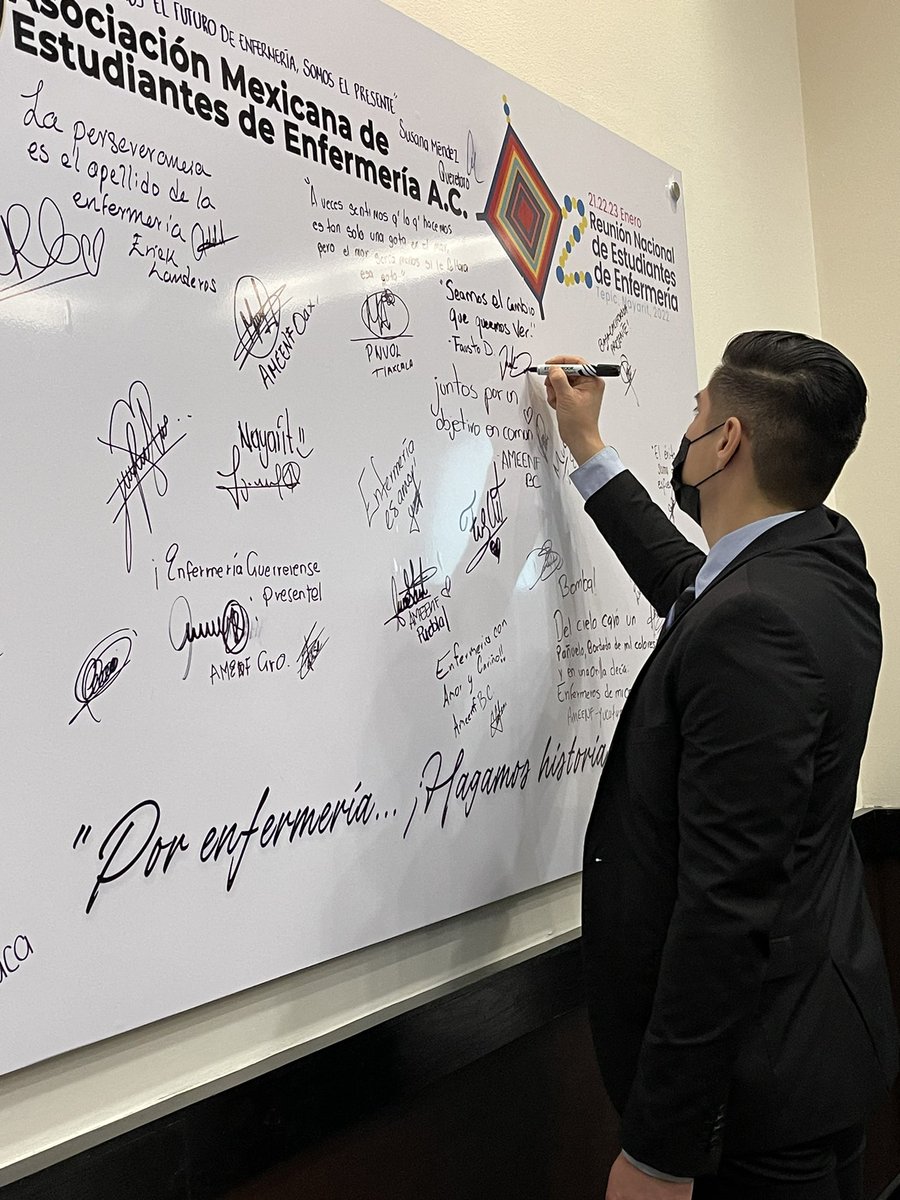 EL FUTURO DE ENFERMERÍA, SOMOS EL PRESENTE"
Asociación Mexicana de
Estudiantes de Enfermería A.C.
Susana Méndez
Querétaro
La perseverancia
es el apellido de la
enfermería
Erick
Landeros
"A veces sentimos q' lo q' hacemos
es tan solo una gota en el mar,
pero el mar sería menos si le faltara
esa gota."
21,22,23 Enero
2
Reunión Nacional
de Estudiantes
de Enfermería
Tepic, Nayarit, 2022
"Seamos el cambio
que queremos ver."
-Fausto D.
AMEENF Oax.
PNVOL
Tlaxcala
juntos por un
objetivo en común
AMEENF
BC
Nayarit
Enfermería
es amor
¡Enfermería Guerrerense
Presente!
AMEENF Gro.
AMEENF
Puebla!
Enfermería con
Amor y Cariño!!
Ameenf BC
Bomba!
Del cielo cayó un
Pañuelo, Bordado de mil colores
y en una orilla decía
Enfermeros de mi
AMEENF-Yucatán
"Por enfermería... ¡Hagamos historia